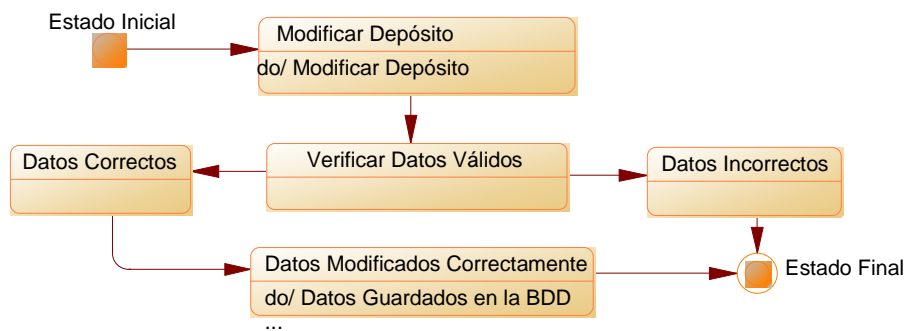 Estado Inicial
Modificar Depósito
do/ Modificar Depósito
Datos Correctos
Verificar Datos Válidos
Datos Incorrectos
Datos Modificados Correctamente
do/ Datos Guardados en la BDD
...
Estado Final